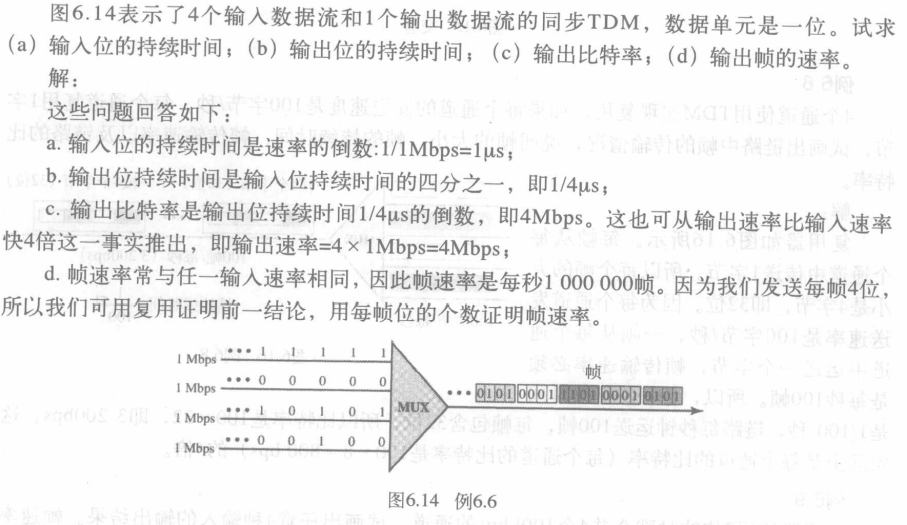 图6.14表示了4个输入数据流和1个输出数据流的同步TDM，数据单元是一位。试求
（a）输入位的持续时间；（b）输出位的持续时间；（c）输出比特率；（d）输出帧的速率。
解：
这些问题回答如下：
a. 输入位的持续时间是速率的倒数:1/1Mbps=1μs；
b. 输出位持续时间是输入位持续时间的四分之一，即1/4μs；
c. 输出比特率是输出位持续时间1/4μs的倒数，即4Mbps。这也可从输出速率比输入速率
快4倍这一事实推出，即输出速率=4×1Mbps=4Mbps；
d. 帧速率常与任一输入速率相同，因此帧速率是每秒1 000 000帧。因为我们发送每帧4位，
所以我们可用复用证明前一结论，用每帧位的个数证明帧速率。
1 Mbps ••• 1 1 1 1 1
1 Mbps ••• 0 0 0 0 0
1 Mbps ••• 1 0 0 1 0 1
1 Mbps ••• 0 0 1 0 0
MUX
帧
••• 0101 0001 1101 0001 0101
图6.14 例6.6